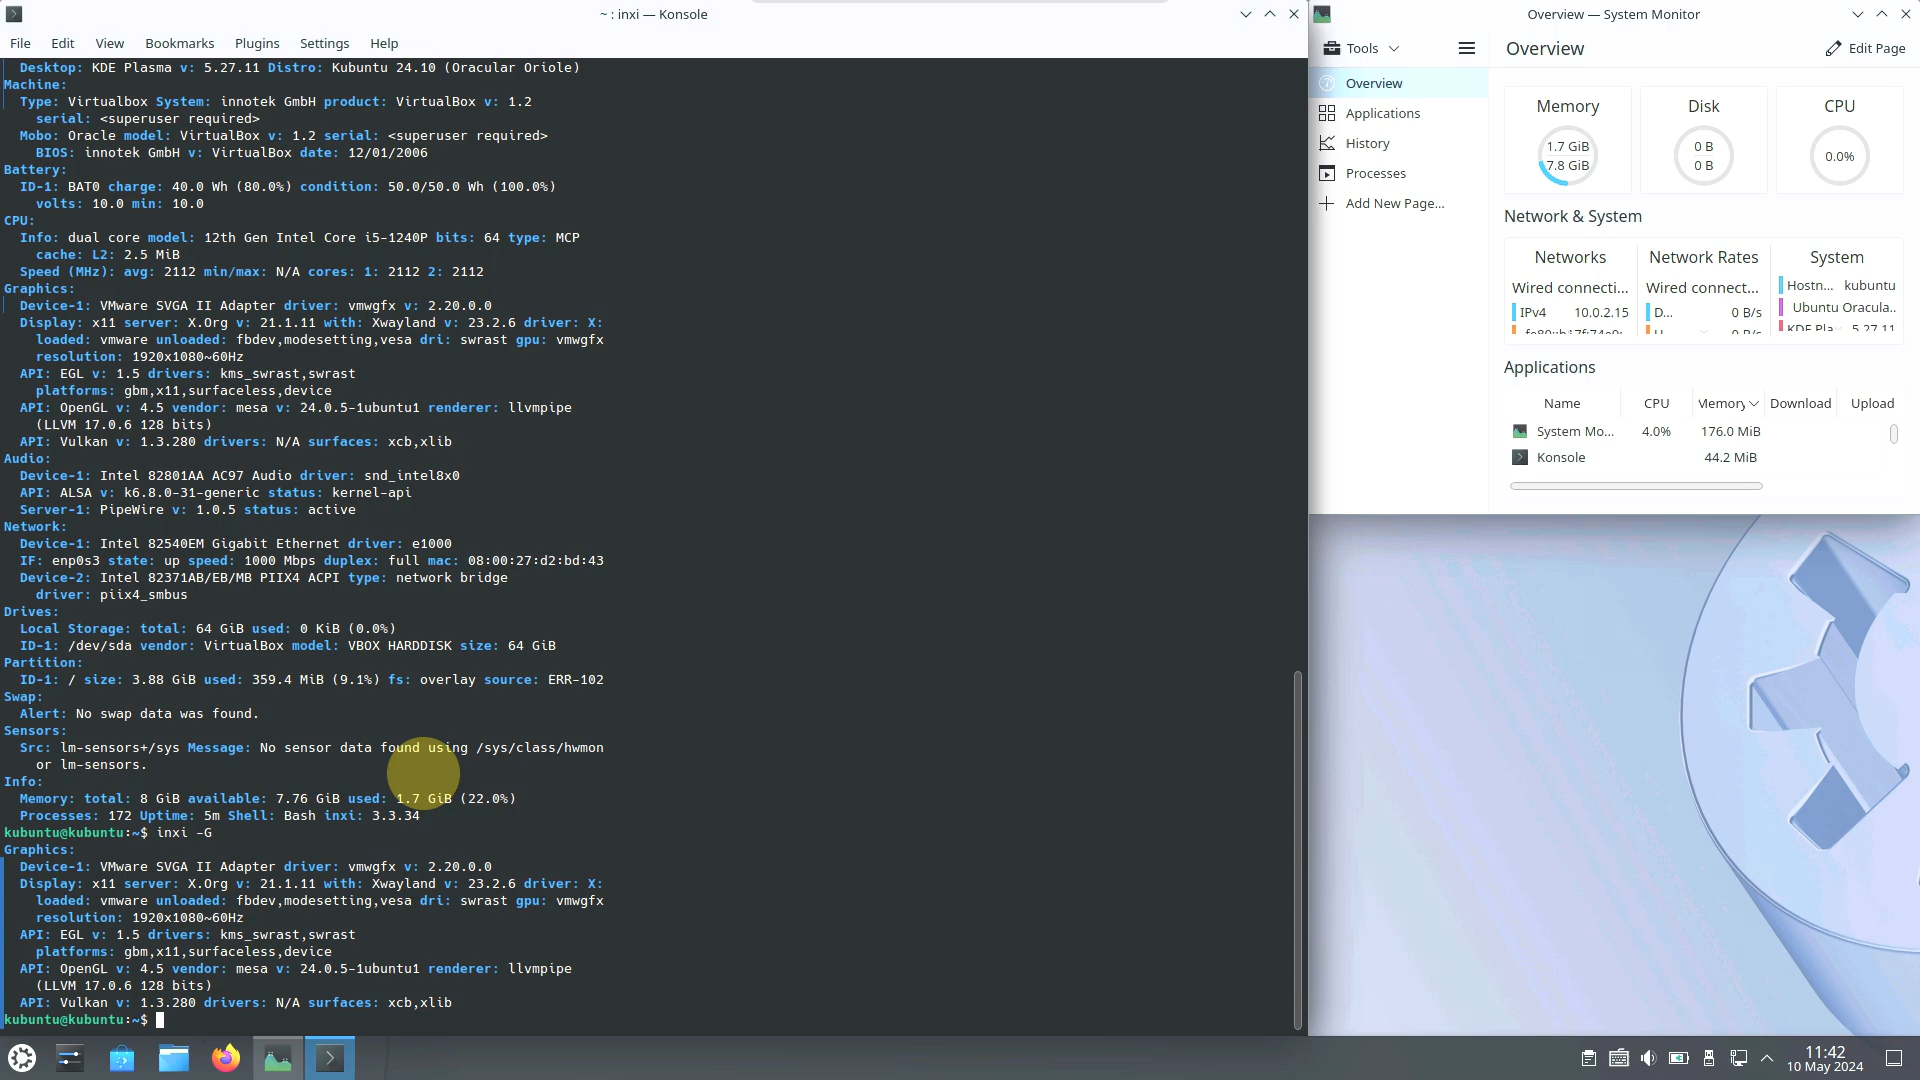 ~ : inxi — Konsole
File Edit View Bookmarks Plugins Settings Help
Desktop: KDE Plasma v: 5.27.11 Distro: Kubuntu 24.10 (Oracular Oriole)
Machine:
Type: Virtualbox System: innotek GmbH product: VirtualBox v: 1.2
serial: <superuser required>
Mobo: Oracle model: VirtualBox v: 1.2 serial: <superuser required>
BIOS: innotek GmbH v: VirtualBox date: 12/01/2006
Battery:
ID-1: BAT0 charge: 40.0 Wh (80.0%) condition: 50.0/50.0 Wh (100.0%)
volts: 10.0 min: 10.0
CPU:
Info: dual core model: 12th Gen Intel Core i5-1240P bits: 64 type: MCP
cache: L2: 2.5 MiB
Speed (MHz): avg: 2112 min/max: N/A cores: 1: 2112 2: 2112
Graphics:
Device-1: VMware SVGA II Adapter driver: vmwgfx v: 2.20.0.0
Display: x11 server: X.Org v: 21.1.11 with: Xwayland v: 23.2.6 driver: X:
loaded: vmware unloaded: fbdev,modesetting,vesa dri: swrast gpu: vmwgfx
resolution: 1920x1080~60Hz
API: EGL v: 1.5 drivers: kms_swrast,swrast
platforms: gbm,x11,surfaceless,device
API: OpenGL v: 4.5 vendor: mesa v: 24.0.5-1ubuntu1 renderer: llvmpipe
(LLVM 17.0.6 128 bits)
API: Vulkan v: 1.3.280 drivers: N/A surfaces: xcb,xlib
Audio:
Device-1: Intel 82801AA AC97 Audio driver: snd_intel8x0
API: ALSA v: k6.8.0-31-generic status: kernel-api
Server-1: PipeWire v: 1.0.5 status: active
Network:
Device-1: Intel 82540EM Gigabit Ethernet driver: e1000
IF: enp0s3 state: up speed: 1000 Mbps duplex: full mac: 08:00:27:d2:bd:43
Device-2: Intel 82371AB/EB/MB PIIX4 ACPI type: network bridge
driver: piix4_smbus
Drives:
Local Storage: total: 64 GiB used: 0 KiB (0.0%)
ID-1: /dev/sda vendor: VirtualBox model: VBOX HARDDISK size: 64 GiB
Partition:
ID-1: / size: 3.88 GiB used: 359.4 MiB (9.1%) fs: overlay source: ERR-102
Swap:
Alert: No swap data was found.
Sensors:
Src: lm-sensors+/sys Message: No sensor data found using /sys/class/hwmon
or lm-sensors.
Info:
Memory: total: 8 GiB available: 7.76 GiB used: 1.7 GiB (22.0%)
Processes: 172 Uptime: 5m Shell: Bash inxi: 3.3.34
kubuntu@kubuntu:~$ inxi -G
Graphics:
Device-1: VMware SVGA II Adapter driver: vmwgfx v: 2.20.0.0
Display: x11 server: X.Org v: 21.1.11 with: Xwayland v: 23.2.6 driver: X:
loaded: vmware unloaded: fbdev,modesetting,vesa dri: swrast gpu: vmwgfx
resolution: 1920x1080~60Hz
API: EGL v: 1.5 drivers: kms_swrast,swrast
platforms: gbm,x11,surfaceless,device
API: OpenGL v: 4.5 vendor: mesa v: 24.0.5-1ubuntu1 renderer: llvmpipe
(LLVM 17.0.6 128 bits)
API: Vulkan v: 1.3.280 drivers: N/A surfaces: xcb,xlib
kubuntu@kubuntu:~$
Overview — System Monitor
Tools
Overview
Edit Page
Overview
Applications
History
Processes
Add New Page...
Memory Disk CPU
1.7 GiB 0 B 0.0%
7.8 GiB 0 B
Network & System
Networks Network Rates System
Wired connecti... Wired connect... Hostn... kubuntu
IPv4 10.0.2.15 D... 0 B/s Ubuntu Oracula..
0 B/s KDE Pla 5.27.11
Applications
Name CPU Memory Download Upload
System Mo... 4.0% 176.0 MiB
Konsole 44.2 MiB
11:42
10 May 2024